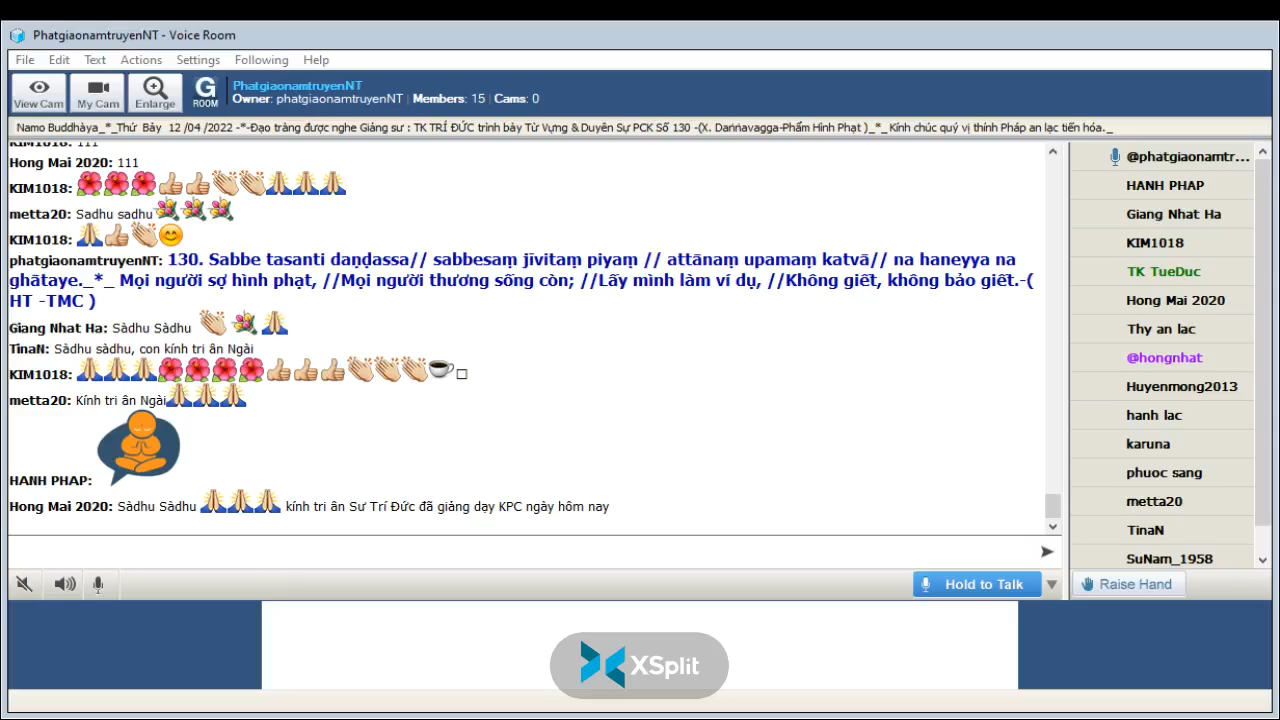 PhatgiaonamtruyenNT - Voice Room
File Edit Text Actions Settings Following Help
View Cam My Cam Enlarge G ROOM
PhatgiaonamtruyenNT
Owner: phatgiaonamtruyenNT | Members: 15 | Cams: 0
Namo Buddhàya_*_Thứ Bảy 12 /04 /2022 -*-Đạo tràng được nghe Giảng sư : TK TRÍ ĐỨC trình bày Từ Vựng & Duyên Sự PCK Số 130 -(X. Daṇṇavagga-Phẩm Hình Phạt )_*_ Kính chúc quý vị thính Pháp an lạc tiến hóa._
KIM1018: 111
Hong Mai 2020: 111
KIM1018:
metta20: Sadhu sadhu
KIM1018:
phatgiaonamtruyenNT: 130. Sabbe tasanti daṇḍassa// sabbesaṃ jīvitaṃ piyaṃ // attānaṃ upamaṃ katvā// na haneyya na
ghātaye._*_ Mọi người sợ hình phạt, //Mọi người thương sống còn; //Lấy mình làm ví dụ, //Không giết, không bảo giết.-(
HT -TMC )
Giang Nhat Ha: Sàdhu Sàdhu
TinaN: Sàdhu sàdhu, con kính tri ân Ngài
KIM1018:
metta20: Kính tri ân Ngài
HANH PHAP:
Hong Mai 2020: Sàdhu Sàdhu kính tri ân Sư Trí Đức đã giảng dạy KPC ngày hôm nay
@phatgiaonamtr...
HANH PHAP
Giang Nhat Ha
KIM1018
TK TueDuc
Hong Mai 2020
Thy an lac
@hongnhat
Huyenmong2013
hanh lac
karuna
phuoc sang
metta20
TinaN
SuNam_1958
Hold to Talk
Raise Hand
XSplit